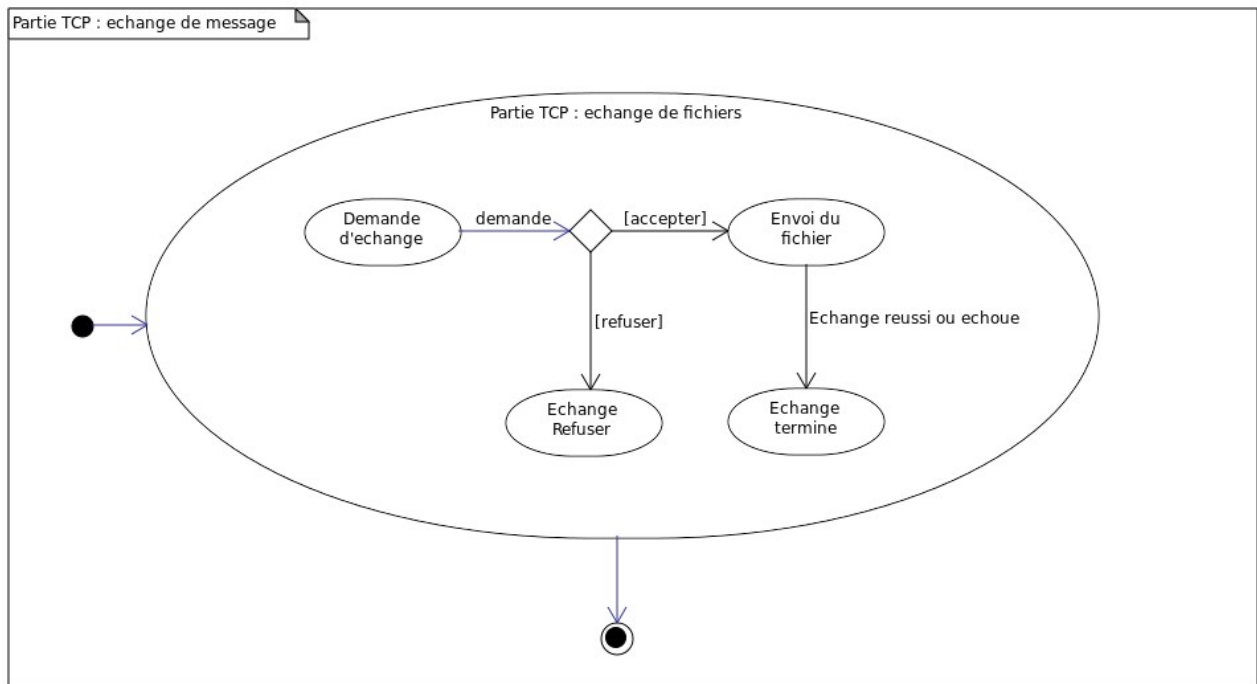 Partie TCP : echange de message
Partie TCP : echange de fichiers
Demande
d'echange
demande
[accepter]
Envoi du
fichier
[refuser]
Echange reussi ou echoue
Echange
Refuser
Echange
termine